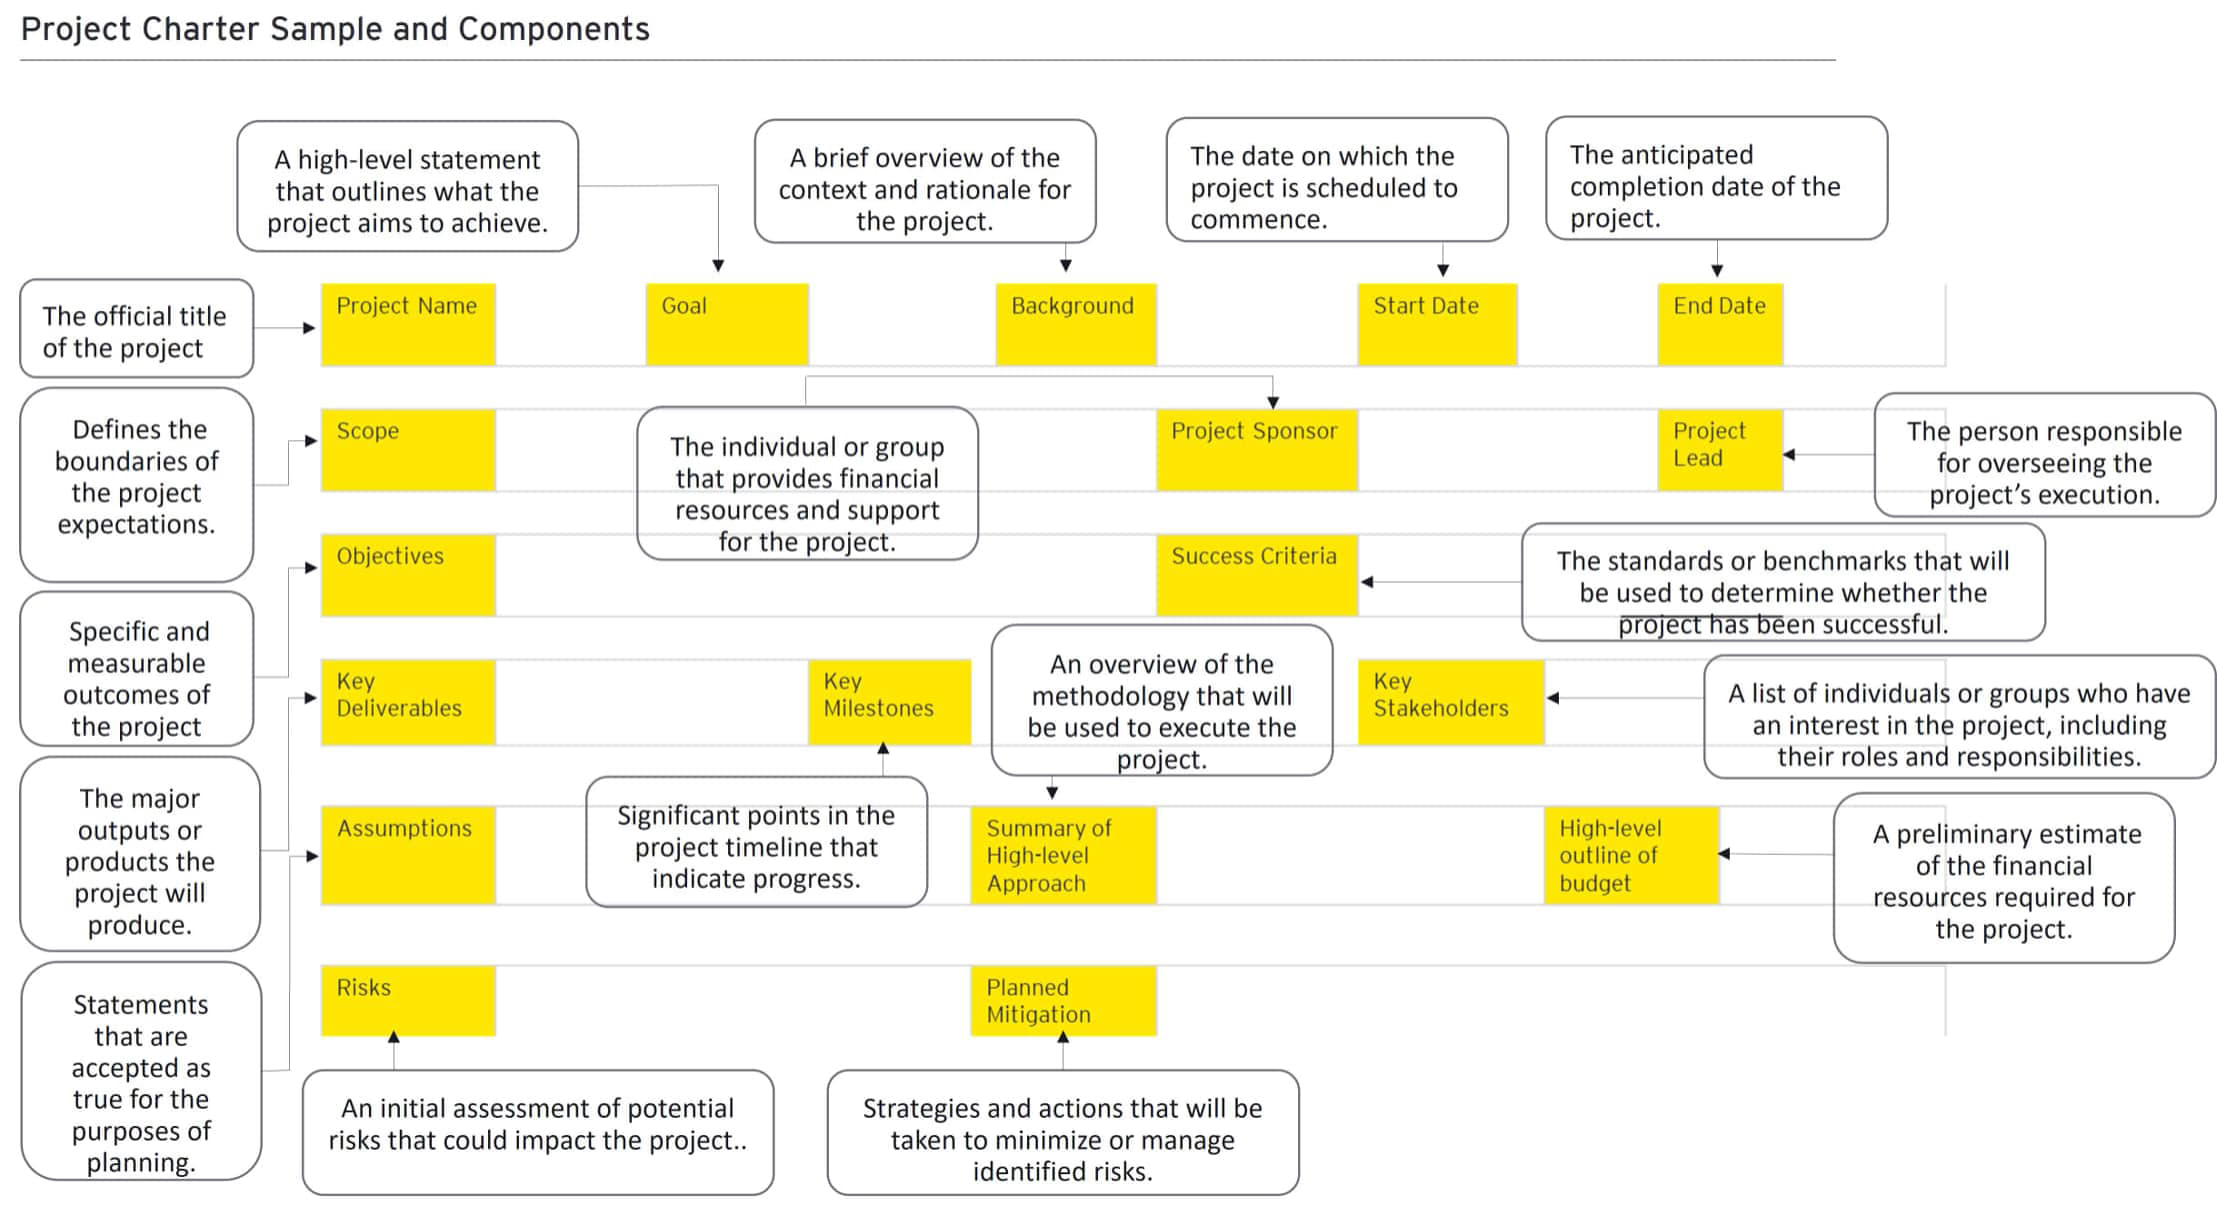 Project Charter Sample and Components
A high-level statement
that outlines what the
project aims to achieve.
A brief overview of the
context and rationale for
the project.
The date on which the
project is scheduled to
commence.
The anticipated
completion date of the
project.
The official title
of the project
Project Name
Goal
Background
Start Date
End Date
Defines the
boundaries of
the project
expectations.
Scope
The individual or group
that provides financial
resources and support
for the project.
Project Sponsor
Project
Lead
The person responsible
for overseeing the
project's execution.
Objectives
Success Criteria
The standards or benchmarks that will
be used to determine whether the
project has been successful.
Specific and
measurable
outcomes of
the project
Key
Deliverables
Key
Milestones
An overview of the
methodology that will
be used to execute the
project.
Key
Stakeholders
A list of individuals or groups who have
an interest in the project, including
their roles and responsibilities.
The major
outputs or
products the
project will
produce.
Assumptions
Significant points in the
project timeline that
indicate progress.
Summary of
High-level
Approach
High-level
outline of
budget
A preliminary estimate
of the financial
resources required for
the project.
Statements
that are
accepted as
true for the
purposes of
planning.
Risks
Planned
Mitigation
An initial assessment of potential
risks that could impact the project..
Strategies and actions that will be
taken to minimize or manage
identified risks.